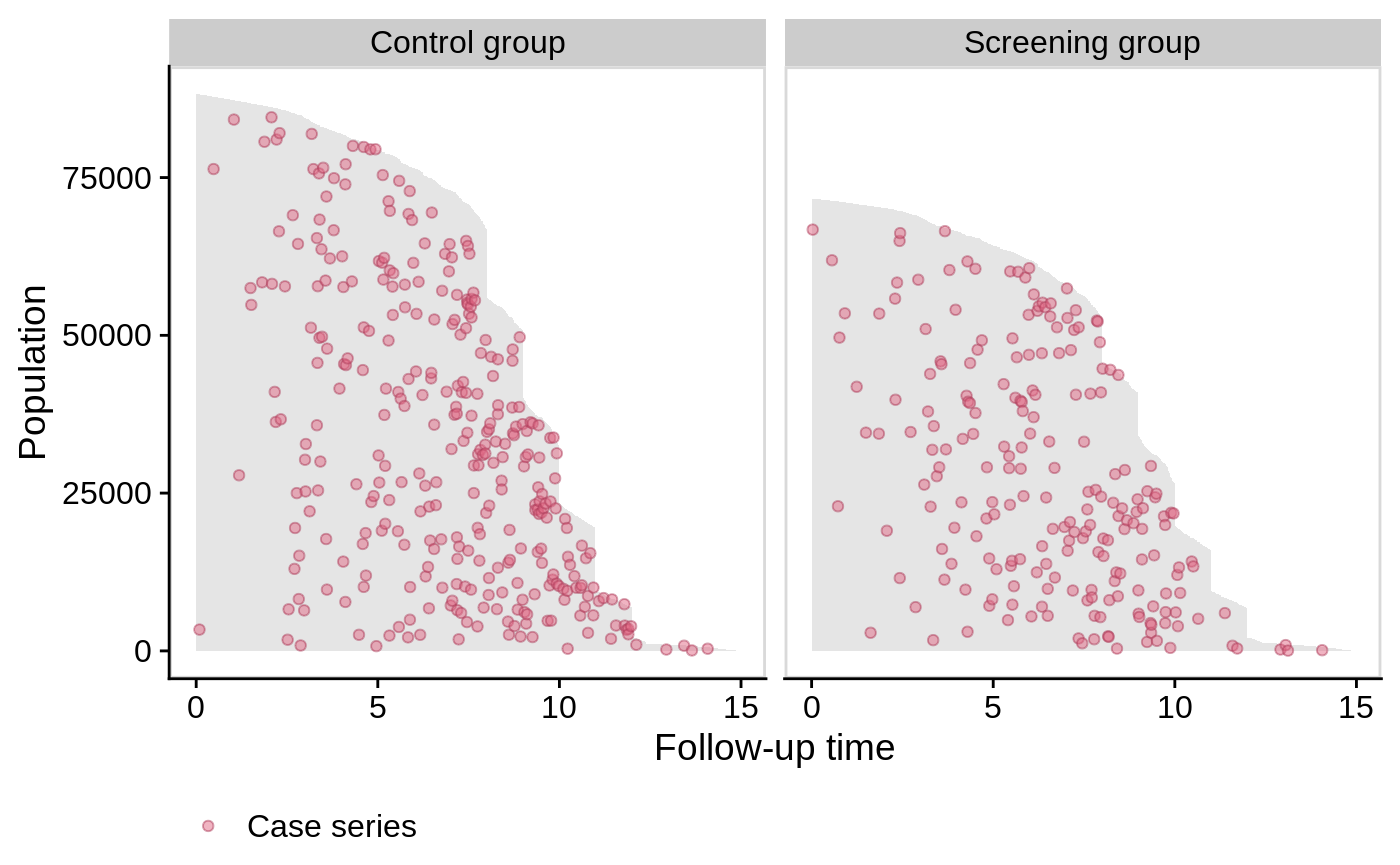 Control group
Screening group
Population
75000
50000
25000
0
0 5 10 15
0 5 10 15
Follow-up time
Case series